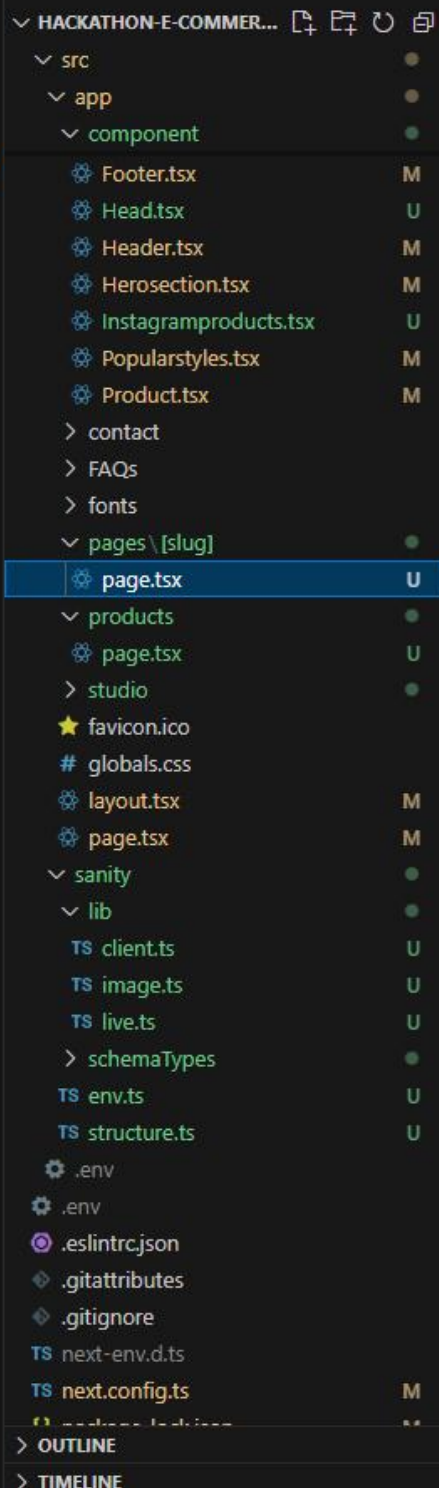 HACKATHON-E-COMMER...
src
app
component
Footer.tsx M
Head.tsx U
Header.tsx M
Herosection.tsx M
Instagramproducts.tsx U
Popularstyles.tsx M
Product.tsx M
contact
FAQs
fonts
pages\[slug]
page.tsx U
products
page.tsx U
studio
favicon.ico
# globals.css
layout.tsx M
page.tsx M
sanity
lib
TS client.ts U
TS image.ts U
TS live.ts U
schemaTypes
TS env.ts U
TS structure.ts U
.env
.env
.eslintrc.json
.gitattributes
.gitignore
TS next-env.d.ts
TS next.config.ts M
OUTLINE
TIMELINE